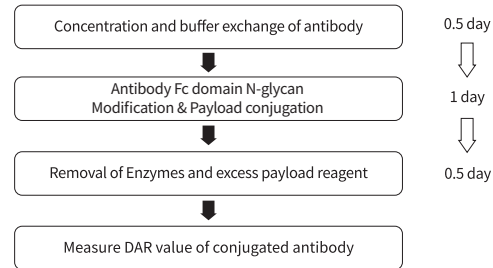 Concentration and buffer exchange of antibody
0.5 day
Antibody Fc domain N-glycan
Modification & Payload conjugation
1 day
Removal of Enzymes and excess payload reagent
0.5 day
Measure DAR value of conjugated antibody